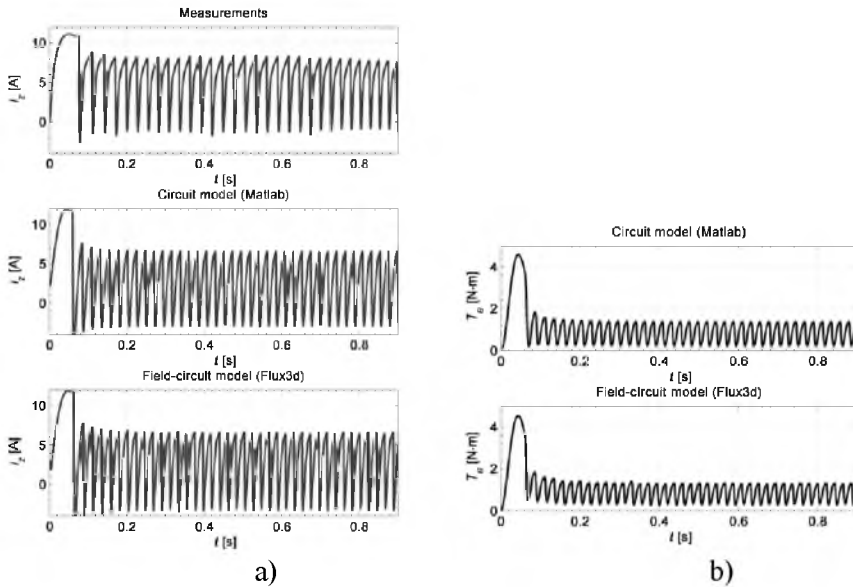 Measurements
10
5
0
i_z [A]
0
0.2
0.4
0.6
0.8
t [s]
Circuit model (Matlab)
10
5
0
i_z [A]
0
0.2
0.4
0.6
0.8
t [s]
Field-circuit model (Flux3d)
10
5
0
i_z [A]
0
0.2
0.4
0.6
0.8
t [s]
a)
Circuit model (Matlab)
4
2
0
T_e [N-m]
0
0.2
0.4
0.6
0.8
t [s]
Field-circuit model (Flux3d)
4
2
0
T_e [N-m]
0
0.2
0.4
0.6
0.8
t [s]
b)